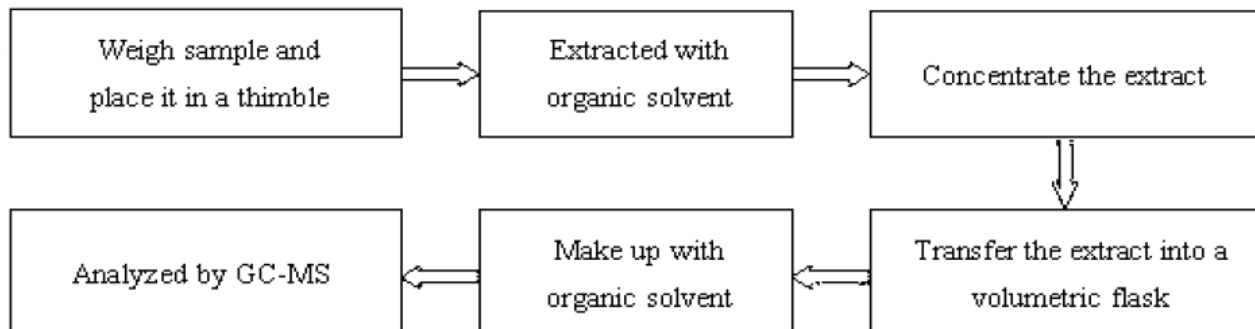 Weigh sample and
place it in a thimble
Extracted with
organic solvent
Concentrate the extract
Transfer the extract into a
volumetric flask
Make up with
organic solvent
Analyzed by GC-MS